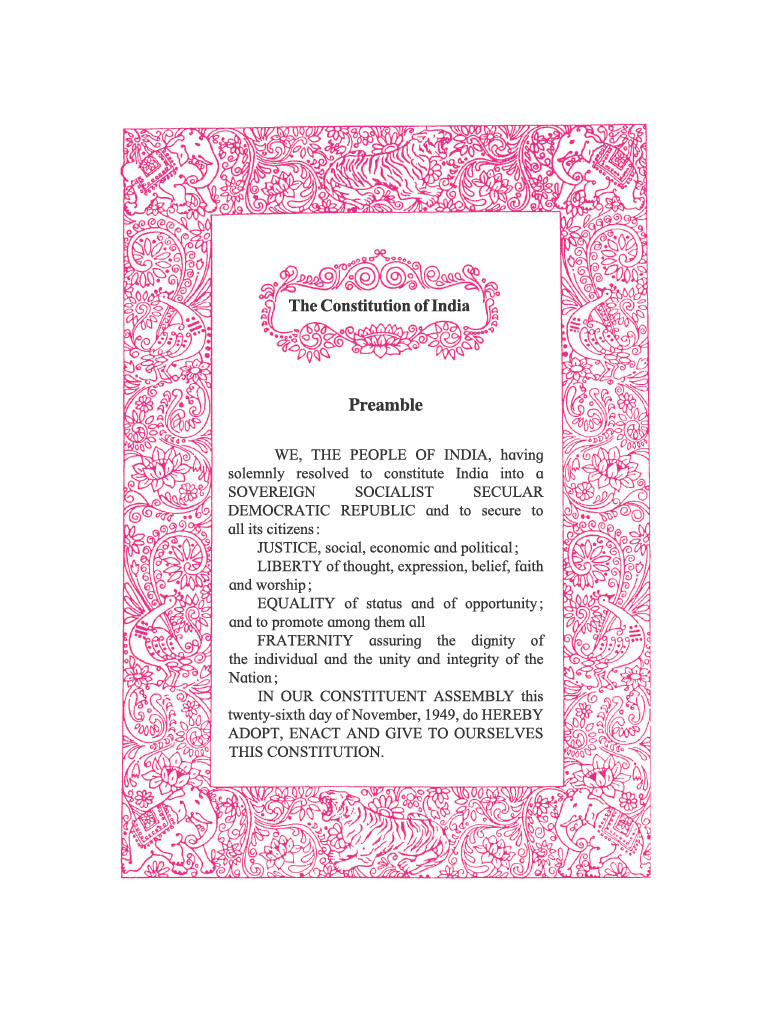 The Constitution of India
Preamble
WE, THE PEOPLE OF INDIA, having
solemnly resolved to constitute India into a
SOVEREIGN SOCIALIST SECULAR
DEMOCRATIC REPUBLIC and to secure to
all its citizens :
JUSTICE, social, economic and political ;
LIBERTY of thought, expression, belief, faith
and worship ;
EQUALITY of status and of opportunity ;
and to promote among them all
FRATERNITY assuring the dignity of
the individual and the unity and integrity of the
Nation ;
IN OUR CONSTITUENT ASSEMBLY this
twenty-sixth day of November, 1949, do HEREBY
ADOPT, ENACT AND GIVE TO OURSELVES
THIS CONSTITUTION.